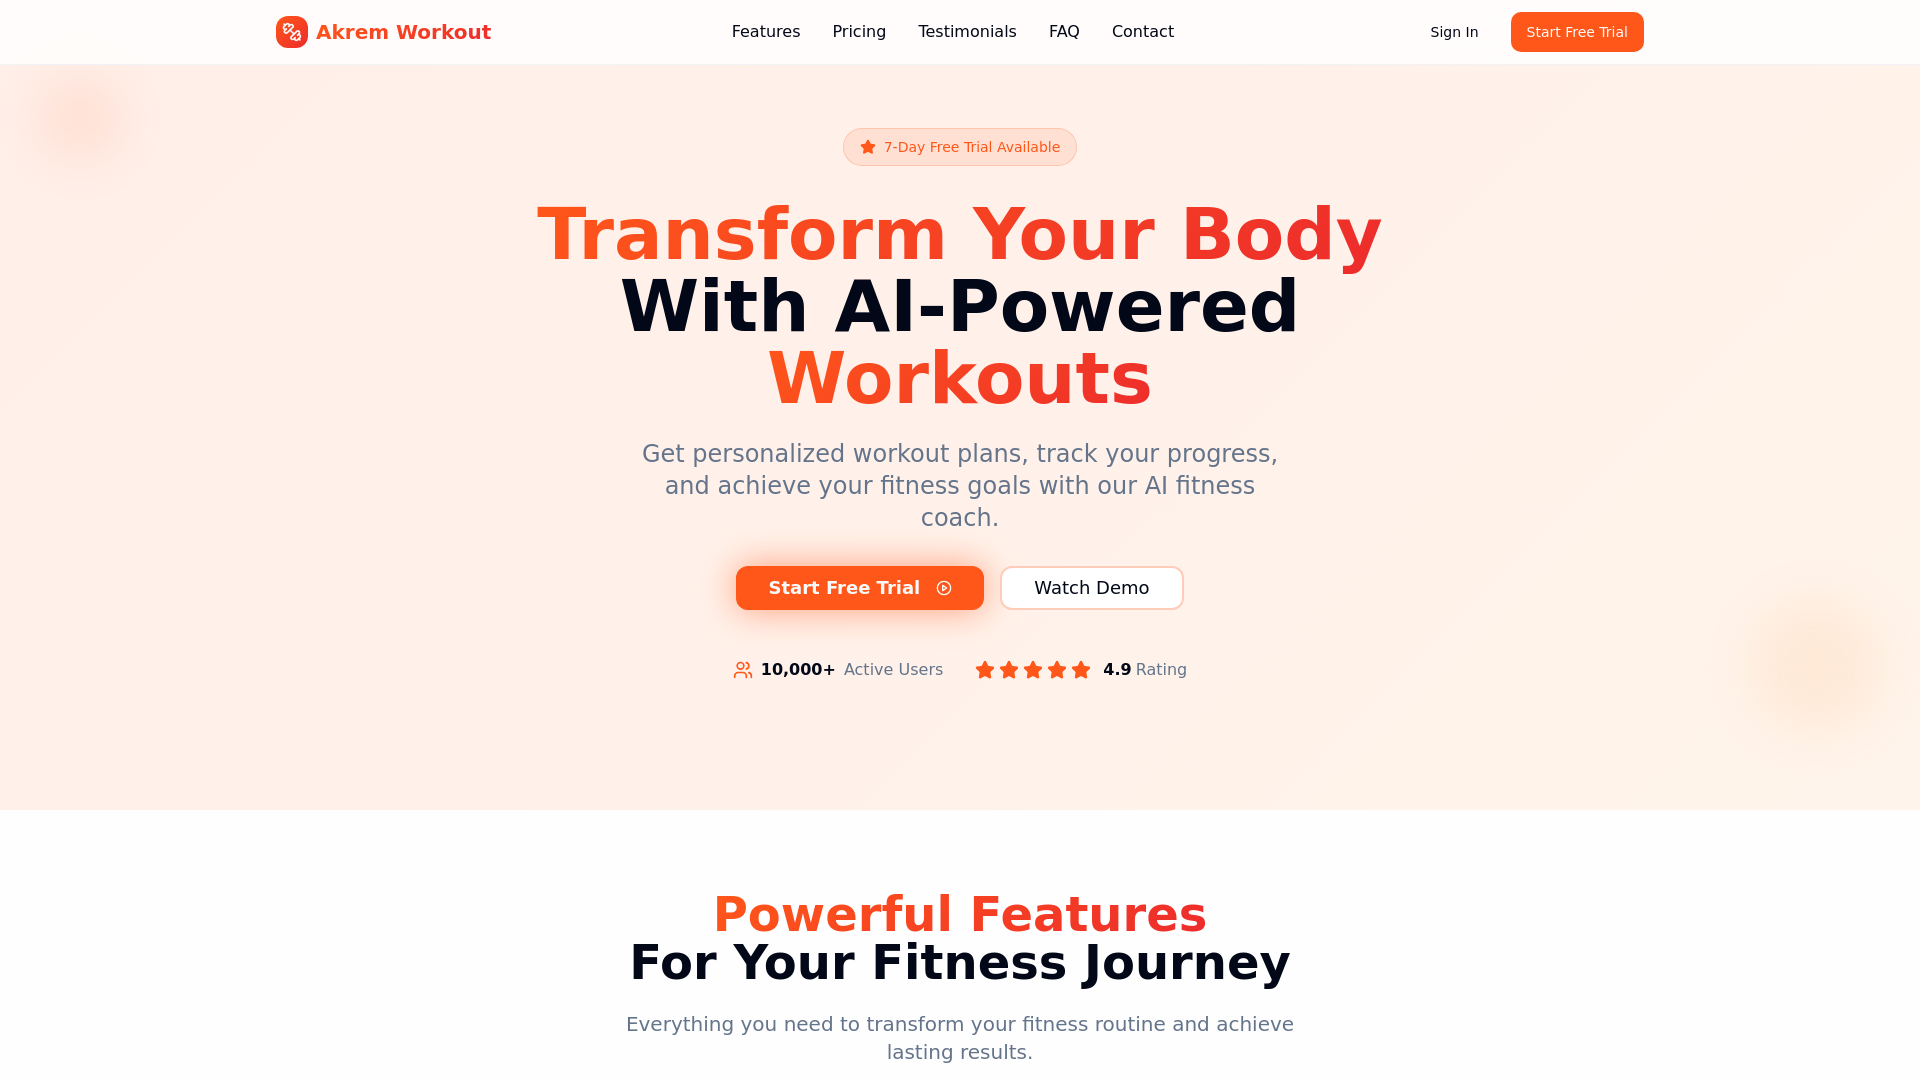 Akrem Workout
Features
Pricing
Testimonials
FAQ
Contact
Sign In
Start Free Trial
7-Day Free Trial Available
Transform Your Body
With AI-Powered
Workouts
Get personalized workout plans, track your progress,
and achieve your fitness goals with our AI fitness
coach.
Start Free Trial
Watch Demo
10,000+ Active Users
4.9 Rating
Powerful Features
For Your Fitness Journey
Everything you need to transform your fitness routine and achieve
lasting results.